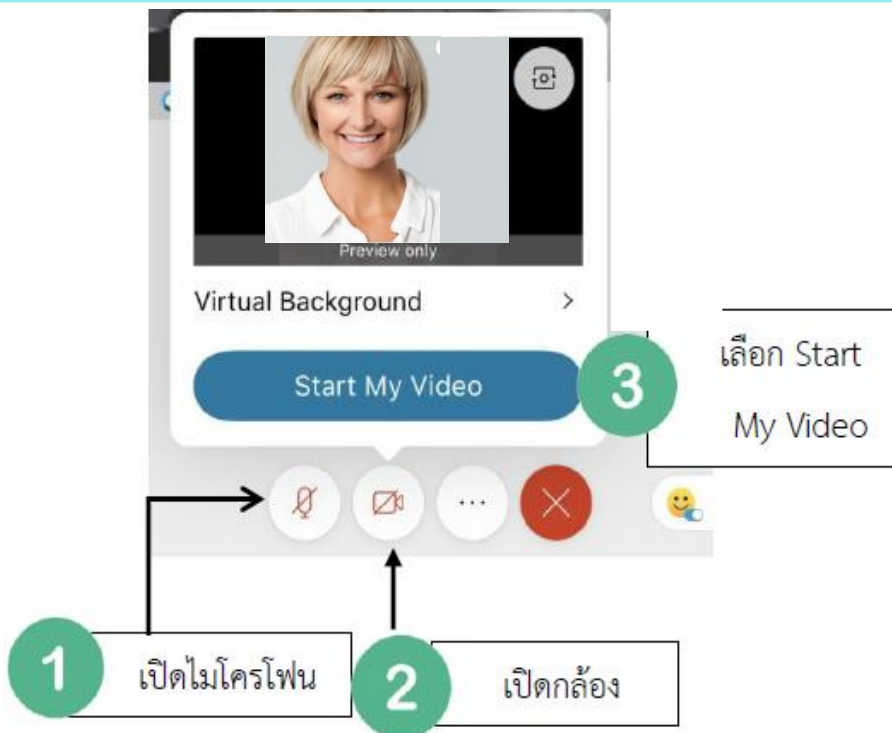 Preview only
Virtual Background
Start My Video
3
เลือก Start
My Video
1
เปิดไมโครโฟน
2
เปิดกล้อง